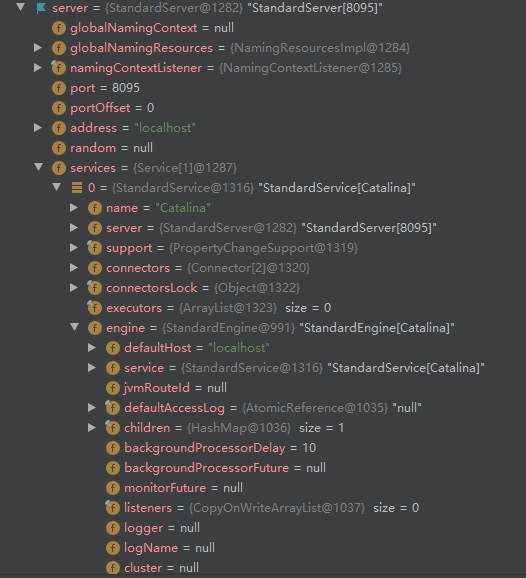 server = {StandardServer@1282} "StandardServer[8095]"
globalNamingContext = null
globalNamingResources = {NamingResourcesImpl@1284}
namingContextListener = {NamingContextListener@1285}
port = 8095
portOffset = 0
address = "localhost"
random = null
services = {Service[1]@1287}
0 = {StandardService@1316} "StandardService[Catalina]"
name = "Catalina"
server = {StandardServer@1282} "StandardServer[8095]"
support = {PropertyChangeSupport@1319}
connectors = {Connector[2]@1320}
connectorsLock = {Object@1322}
executors = {ArrayList@1323} size = 0
engine = {StandardEngine@991} "StandardEngine[Catalina]"
defaultHost = "localhost"
service = {StandardService@1316} "StandardService[Catalina]"
jvmRouteId = null
defaultAccessLog = {AtomicReference@1035} "null"
children = {HashMap@1036} size = 1
backgroundProcessorDelay = 10
backgroundProcessorFuture = null
monitorFuture = null
listeners = {CopyOnWriteArrayList@1037} size = 0
logger = null
logName = null
cluster = null